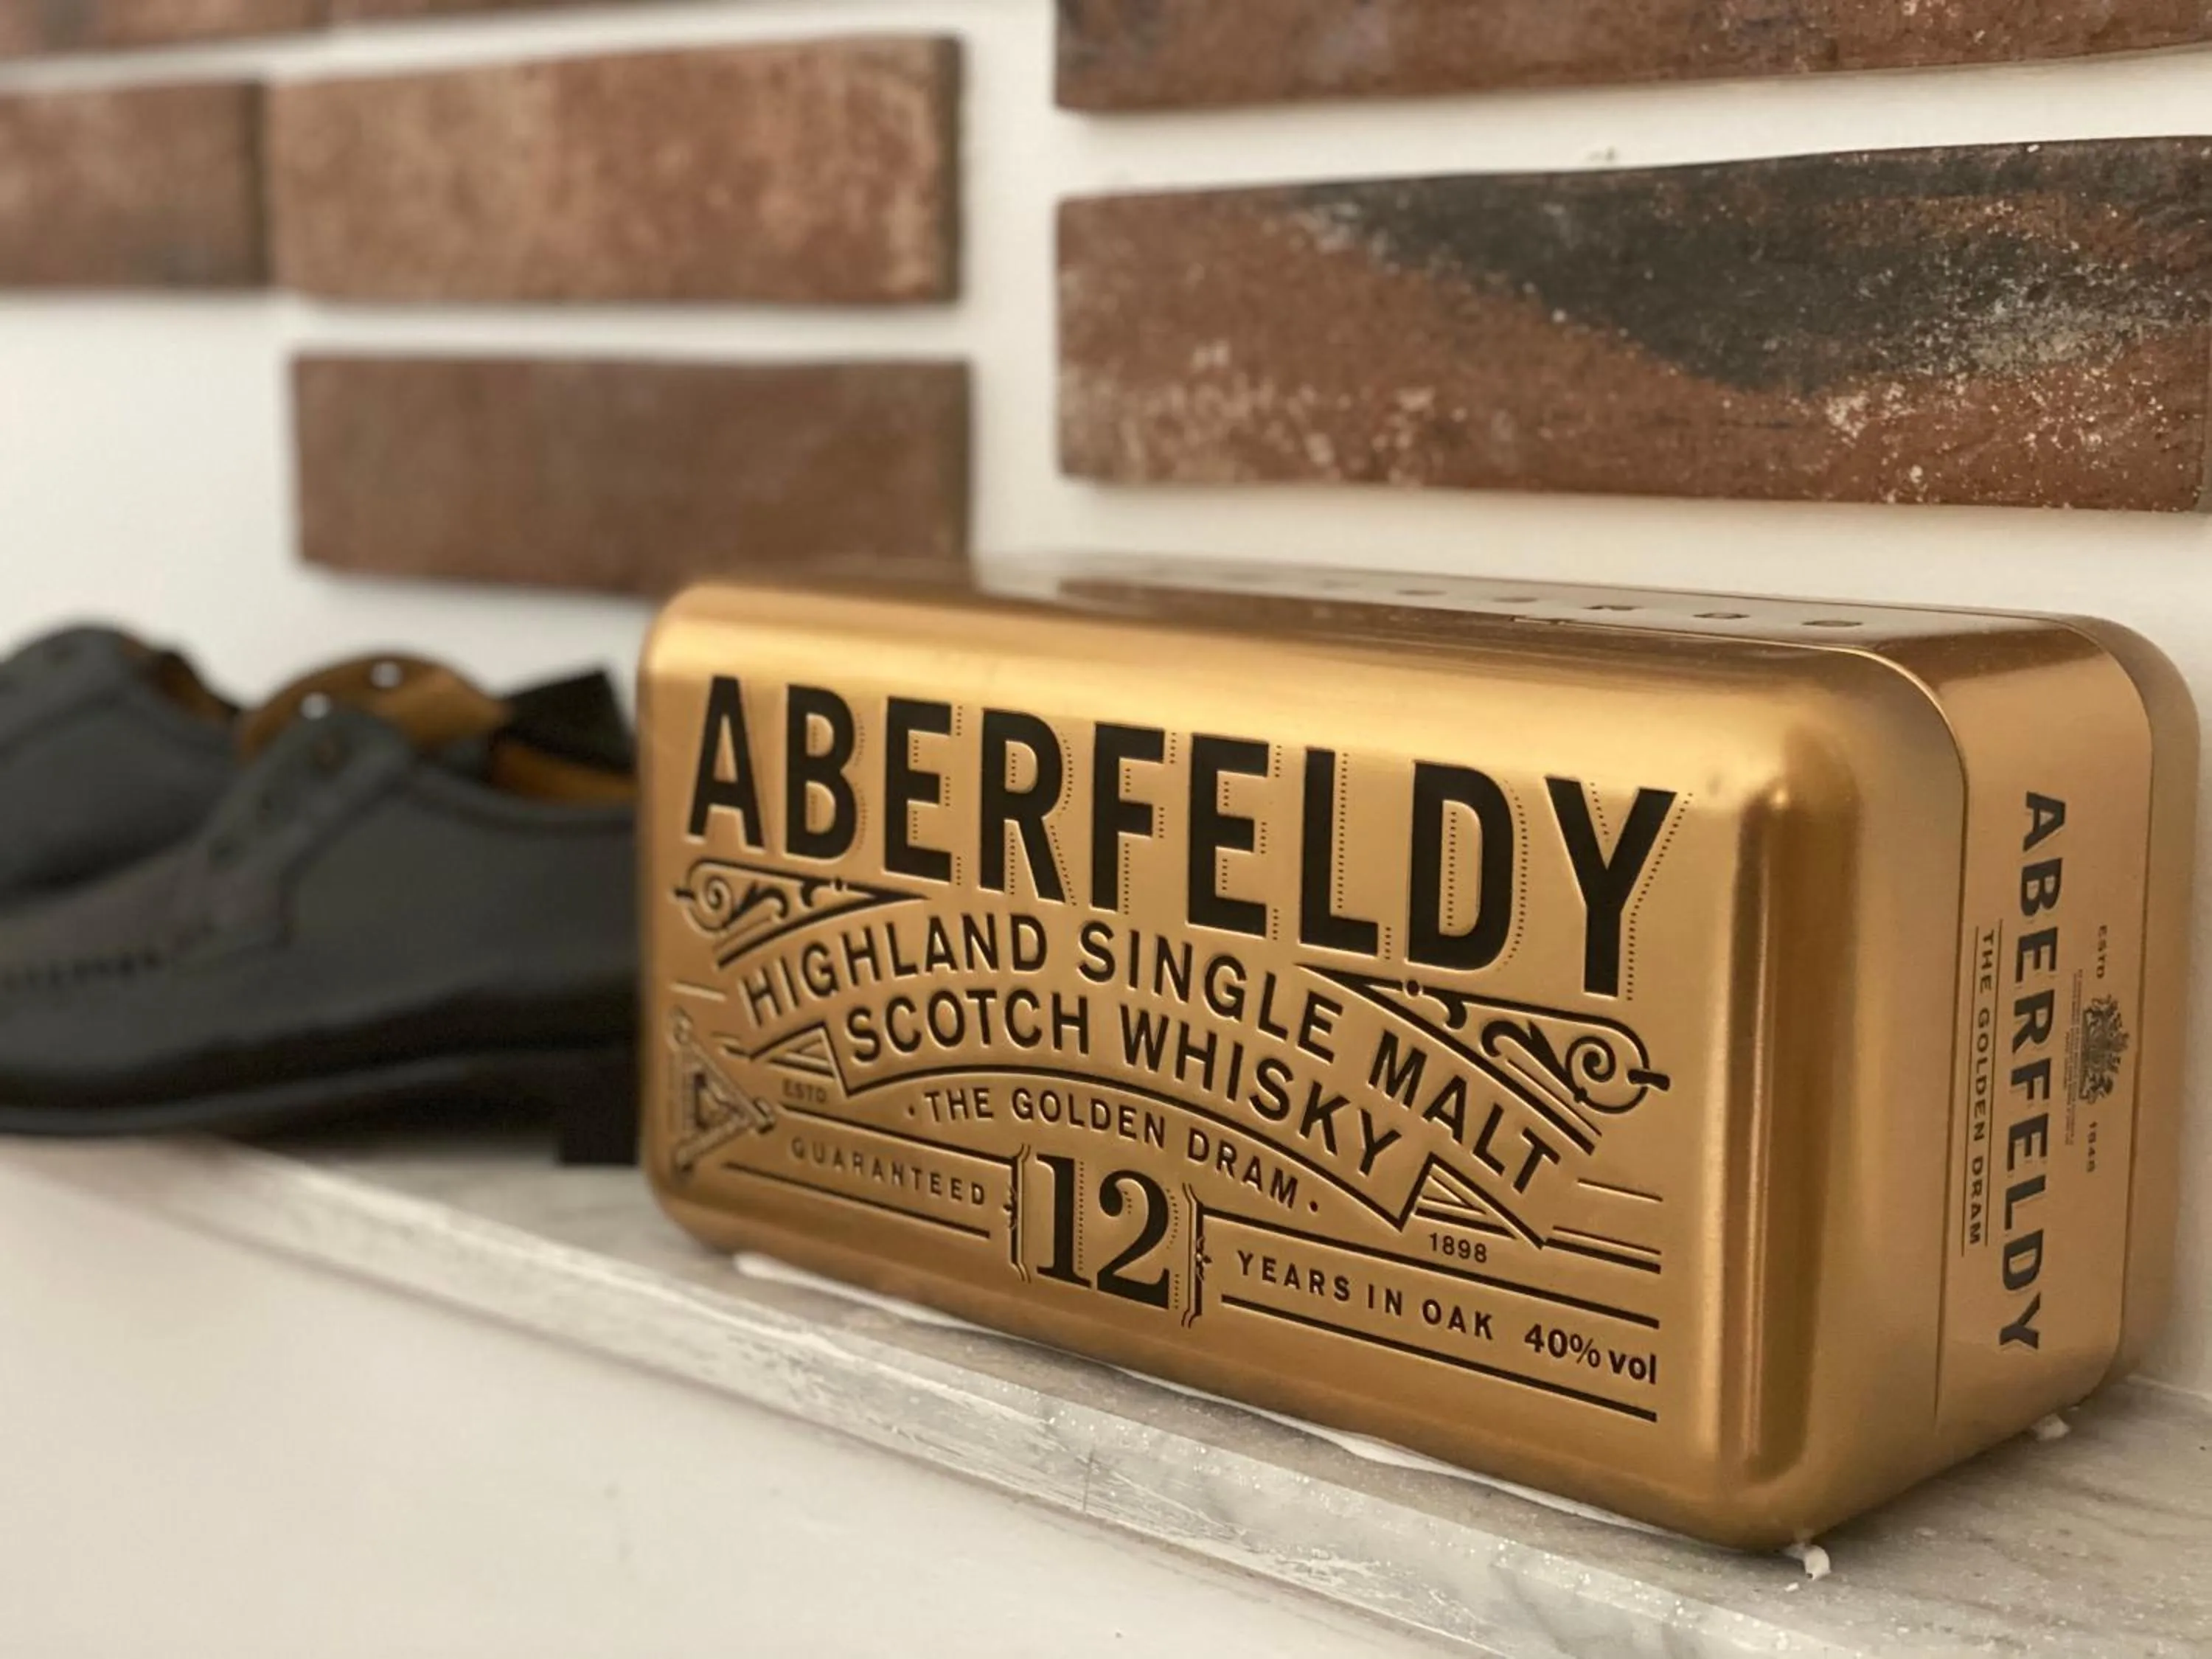 ABERFELDY
HIGHLAND SINGLE MALT
SCOTCH WHISKY
· THE GOLDEN DRAM ·
ESTD
1898
GUARANTEED
12
YEARS IN OAK
40% vol
ABERFELDY
THE GOLDEN DRAM
ESTD